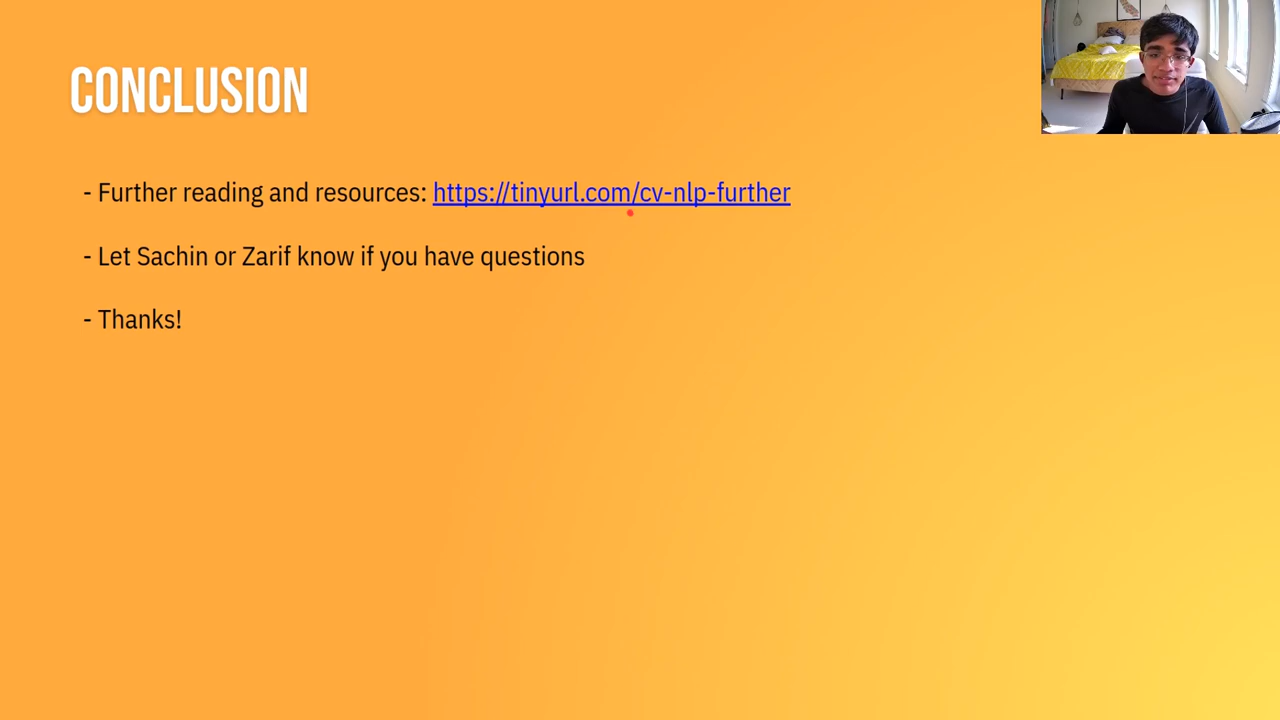 CONCLUSION
- Further reading and resources: https://tinyurl.com/cv-nlp-further
- Let Sachin or Zarif know if you have questions
- Thanks!